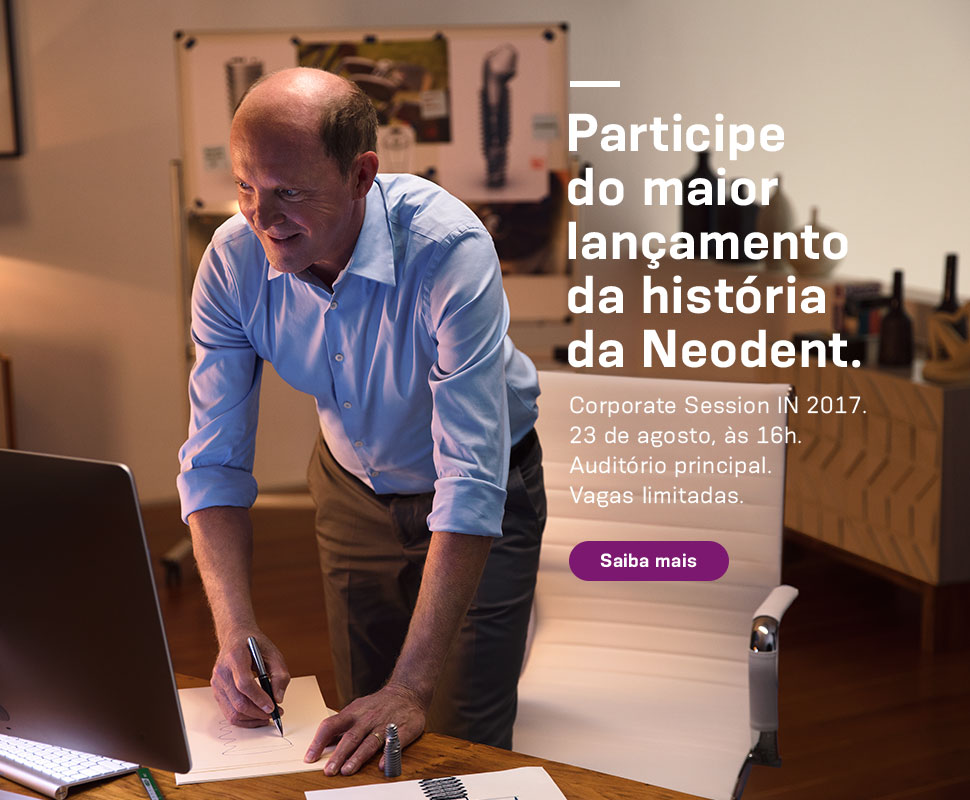 Participe
do maior
lançamento
da história
da Neodent.
Corporate Session IN 2017.
23 de agosto, às 16h.
Auditório principal.
Vagas limitadas.
Saiba mais